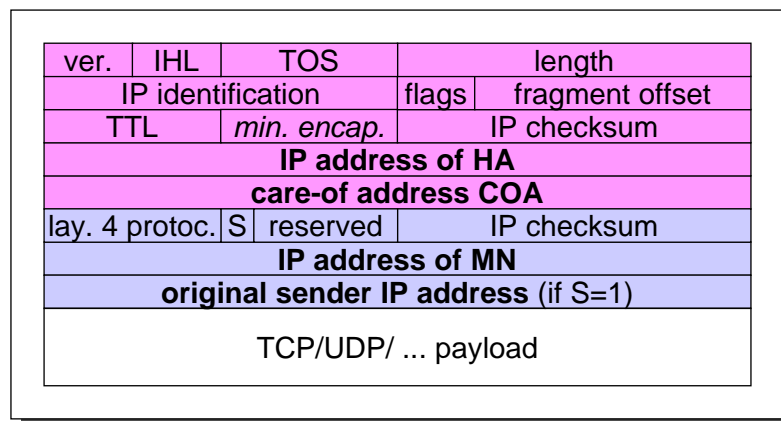 ver. IHL TOS length
IP identification flags fragment offset
TTL min. encap. IP checksum
IP address of HA
care-of address COA
lay. 4 protoc. S reserved IP checksum
IP address of MN
original sender IP address (if S=1)
TCP/UDP/ ... payload